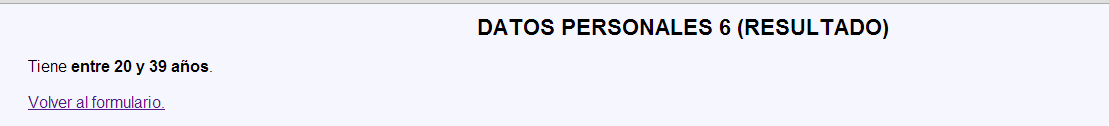 DATOS PERSONALES 6 (RESULTADO)
Tiene entre 20 y 39 años.
Volver al formulario.